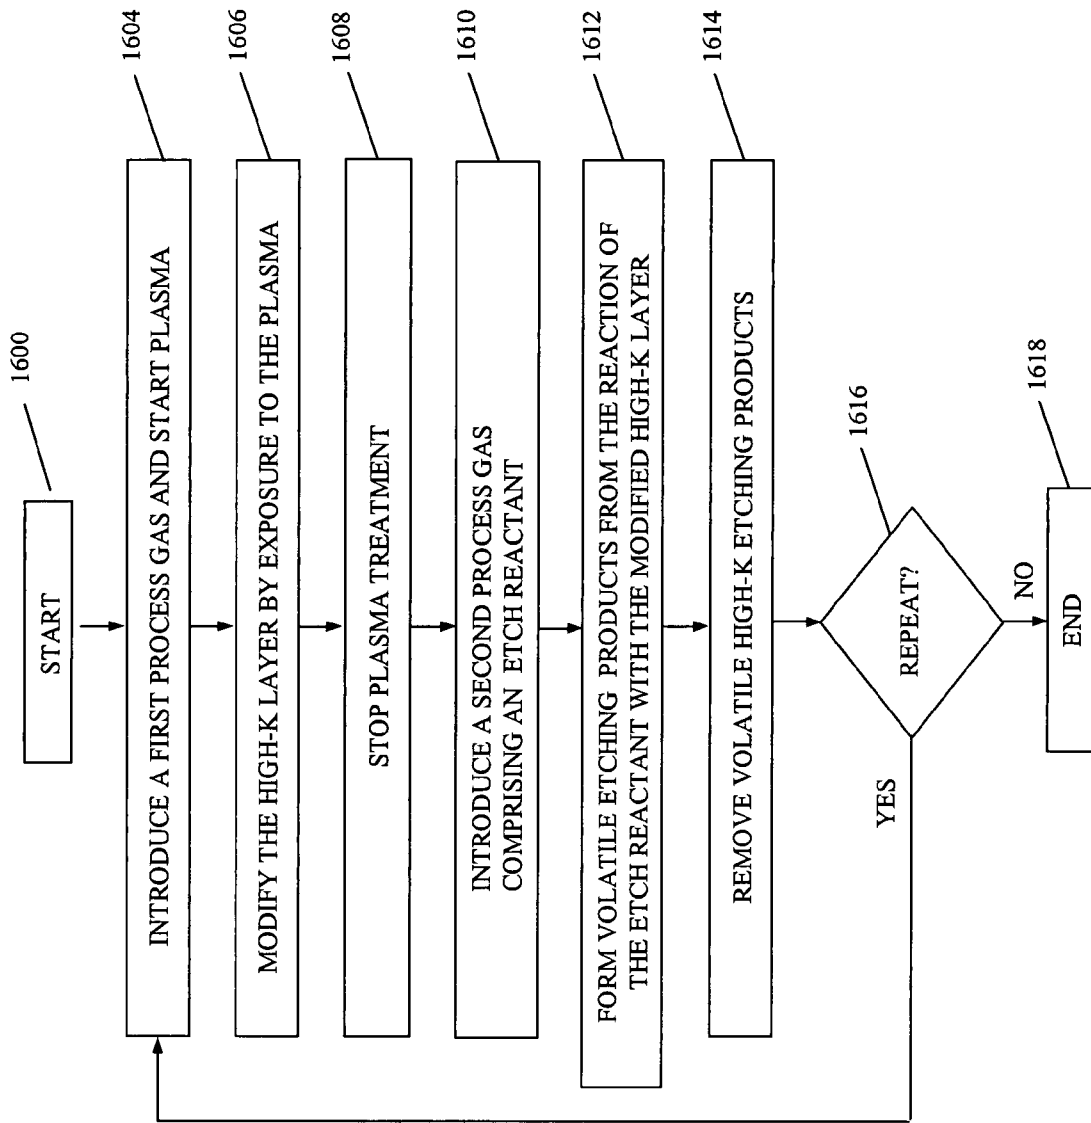 1600
START
1604
INTRODUCE A FIRST PROCESS GAS AND START PLASMA
1606
MODIFY THE HIGH-K LAYER BY EXPOSURE TO THE PLASMA
1608
STOP PLASMA TREATMENT
1610
INTRODUCE A SECOND PROCESS GAS
COMPRISING AN ETCH REACTANT
1612
FORM VOLATILE ETCHING PRODUCTS FROM THE REACTION OF
THE ETCH REACTANT WITH THE MODIFIED HIGH-K LAYER
1614
REMOVE VOLATILE HIGH-K ETCHING PRODUCTS
1616
REPEAT?
YES
NO
1618
END